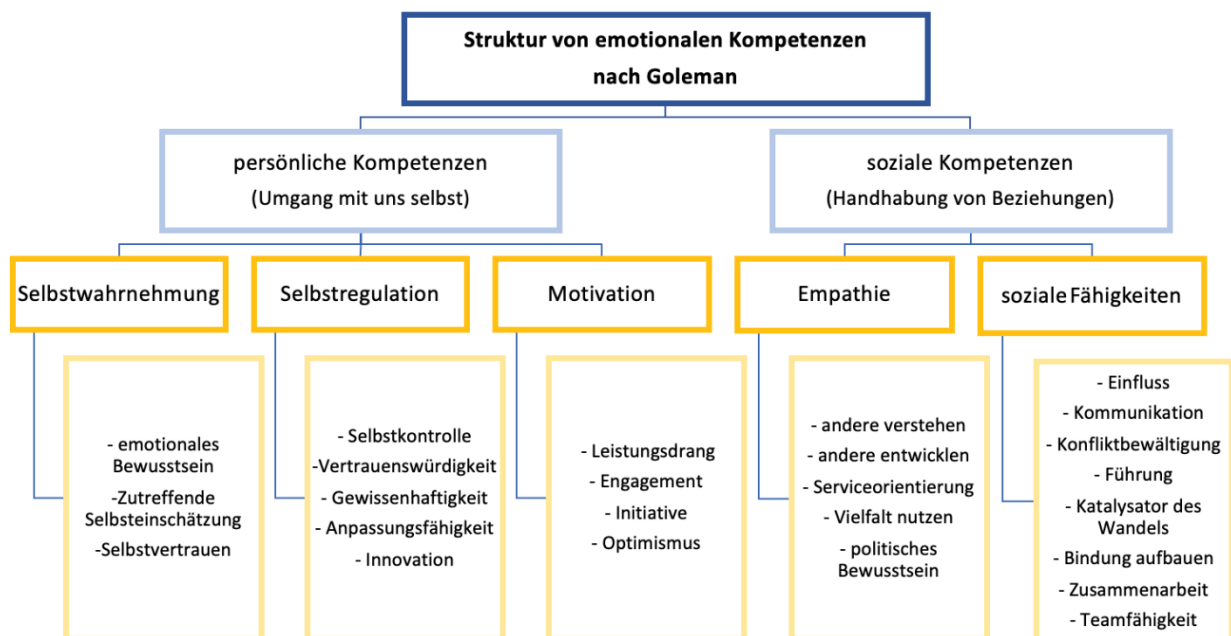 Struktur von emotionalen Kompetenzen
nach Goleman
persönliche Kompetenzen
(Umgang mit uns selbst)
soziale Kompetenzen
(Handhabung von Beziehungen)
Selbstwahrnehmung
Selbstregulation
Motivation
Empathie
soziale Fähigkeiten
- emotionales
Bewusstsein
-Zutreffende
Selbsteinschätzung
-Selbstvertrauen
- Selbstkontrolle
-Vertrauenswürdigkeit
- Gewissenhaftigkeit
- Anpassungsfähigkeit
- Innovation
- Leistungsdrang
- Engagement
- Initiative
- Optimismus
- andere verstehen
- andere entwicklen
- Serviceorientierung
- Vielfalt nutzen
- politisches
Bewusstsein
- Einfluss
- Kommunikation
- Konfliktbewältigung
- Führung
- Katalysator des
Wandels
- Bindung aufbauen
- Zusammenarbeit
- Teamfähigkeit